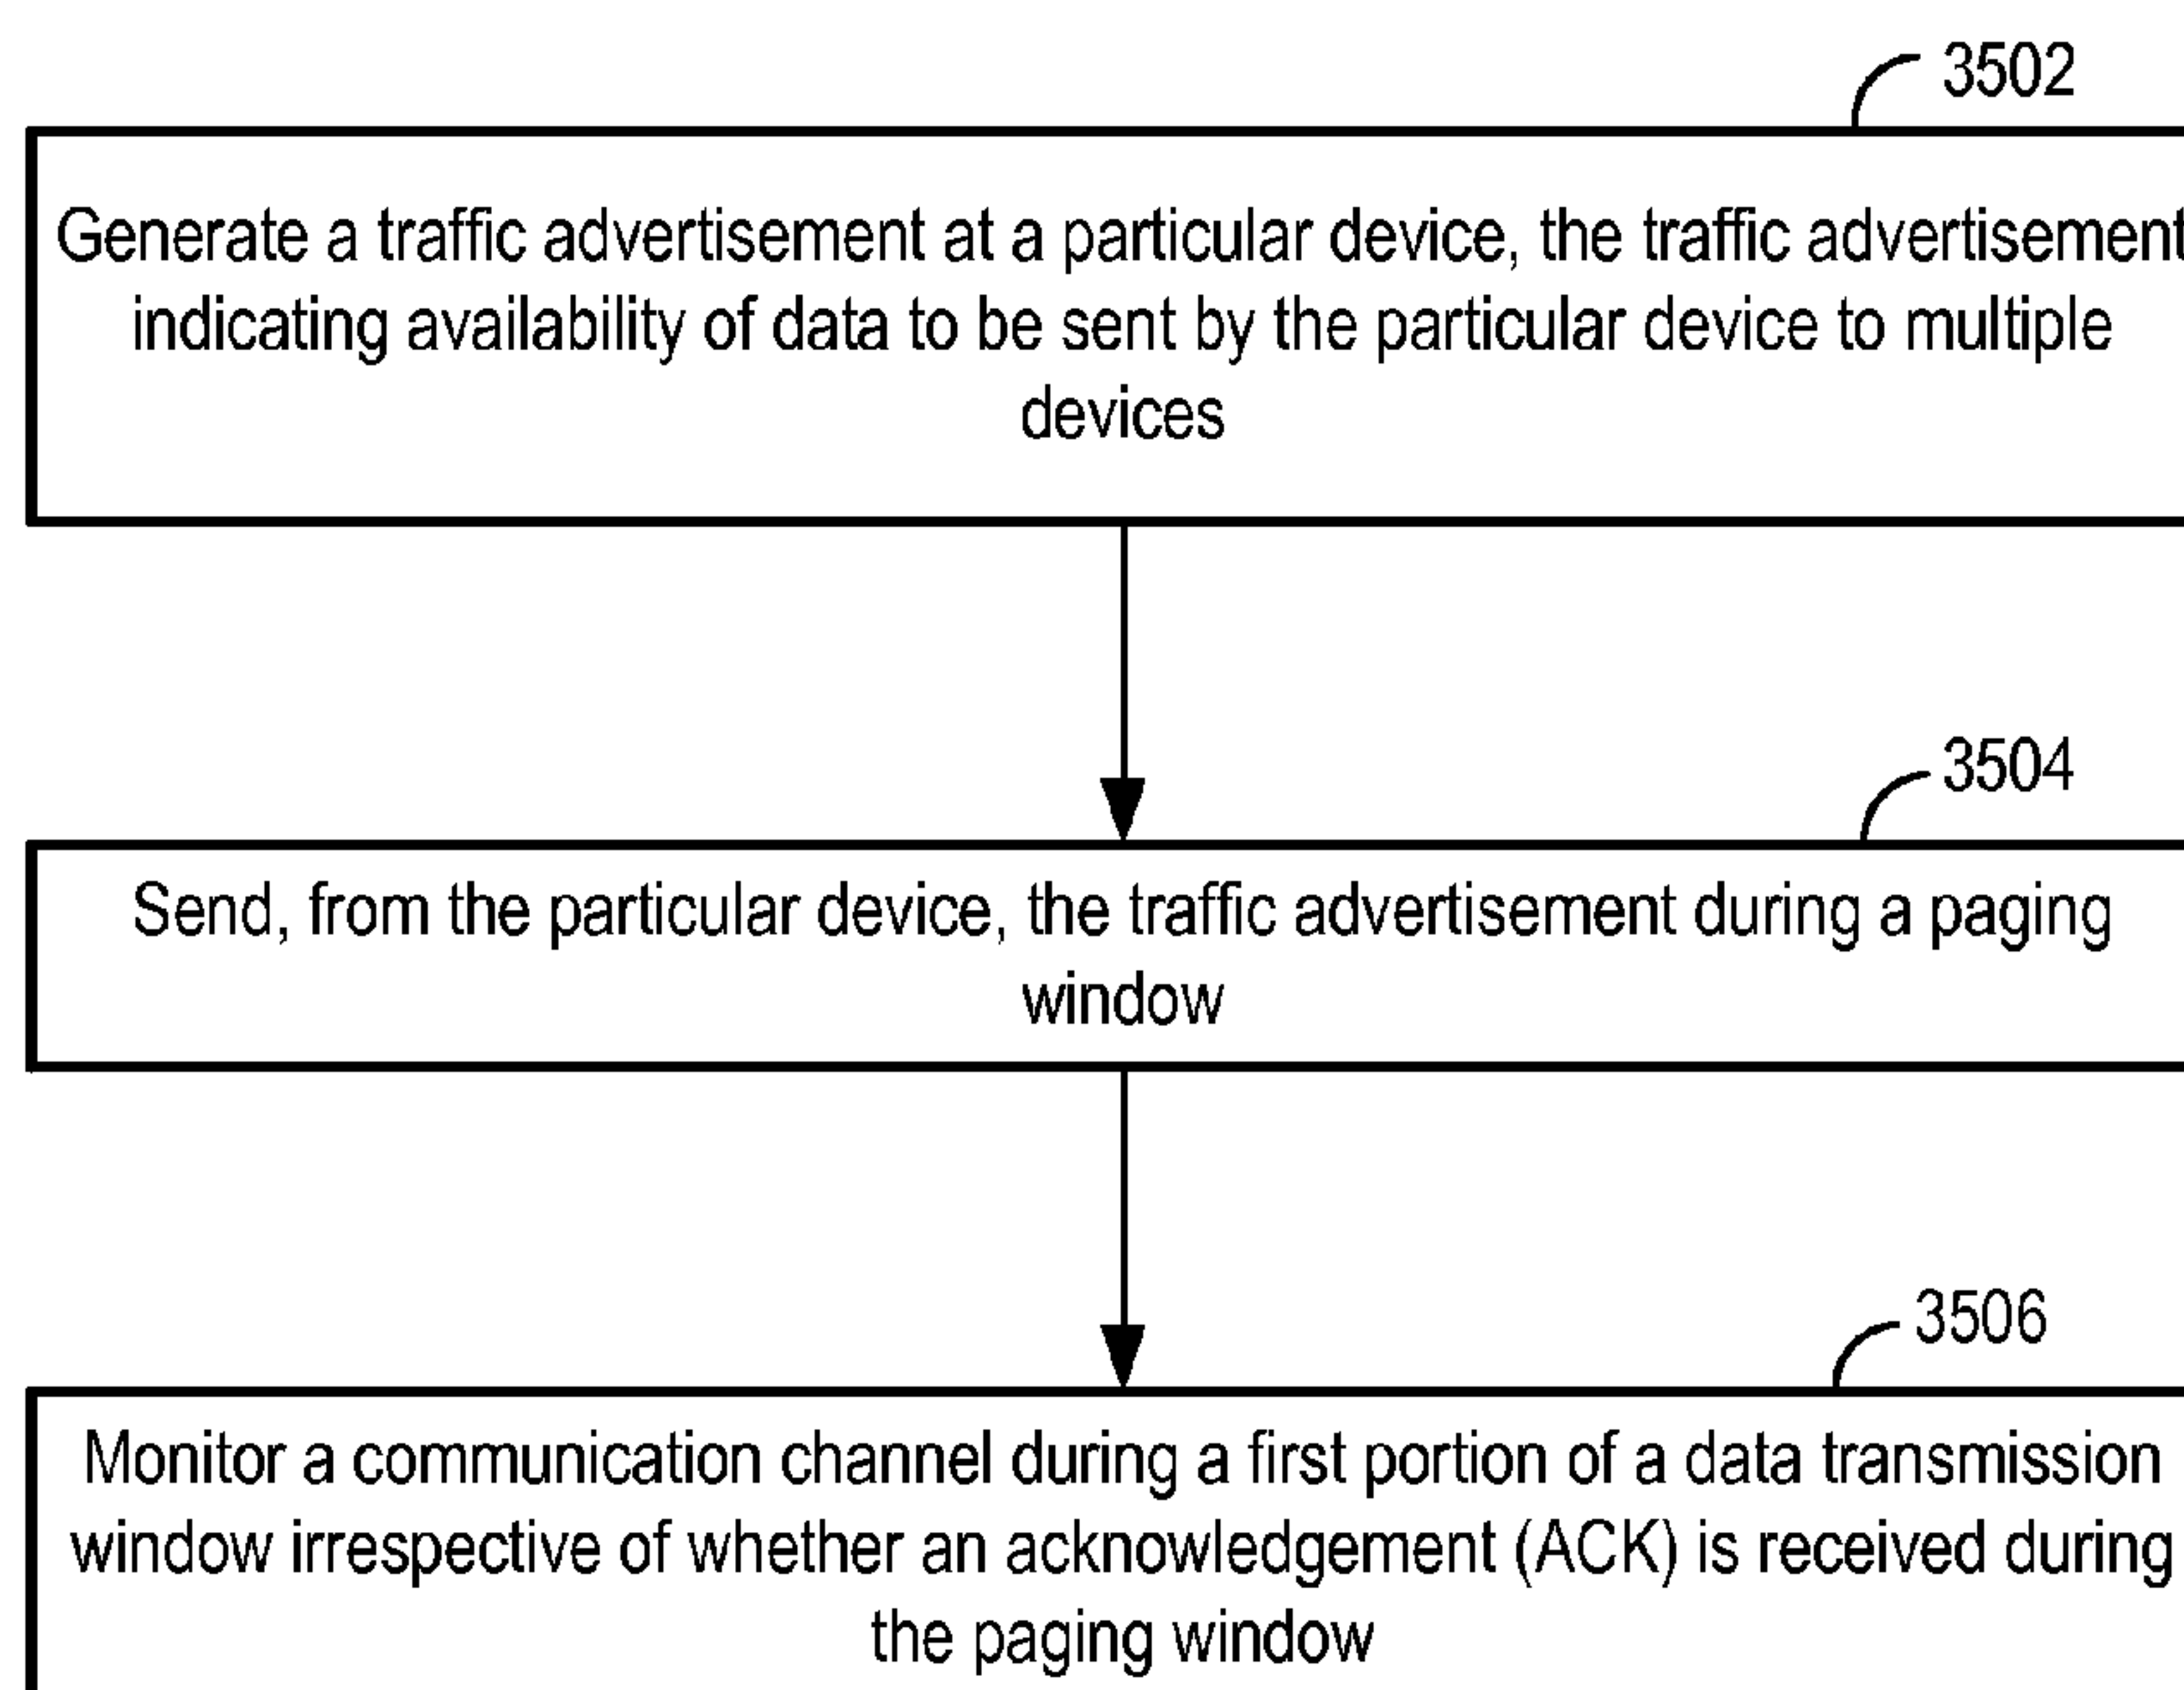 3502
Generate a traffic advertisement at a particular device, the traffic advertisement
indicating availability of data to be sent by the particular device to multiple
devices
3504
Send, from the particular device, the traffic advertisement during a paging
window
3506
Monitor a communication channel during a first portion of a data transmission
window irrespective of whether an acknowledgement (ACK) is received during
the paging window